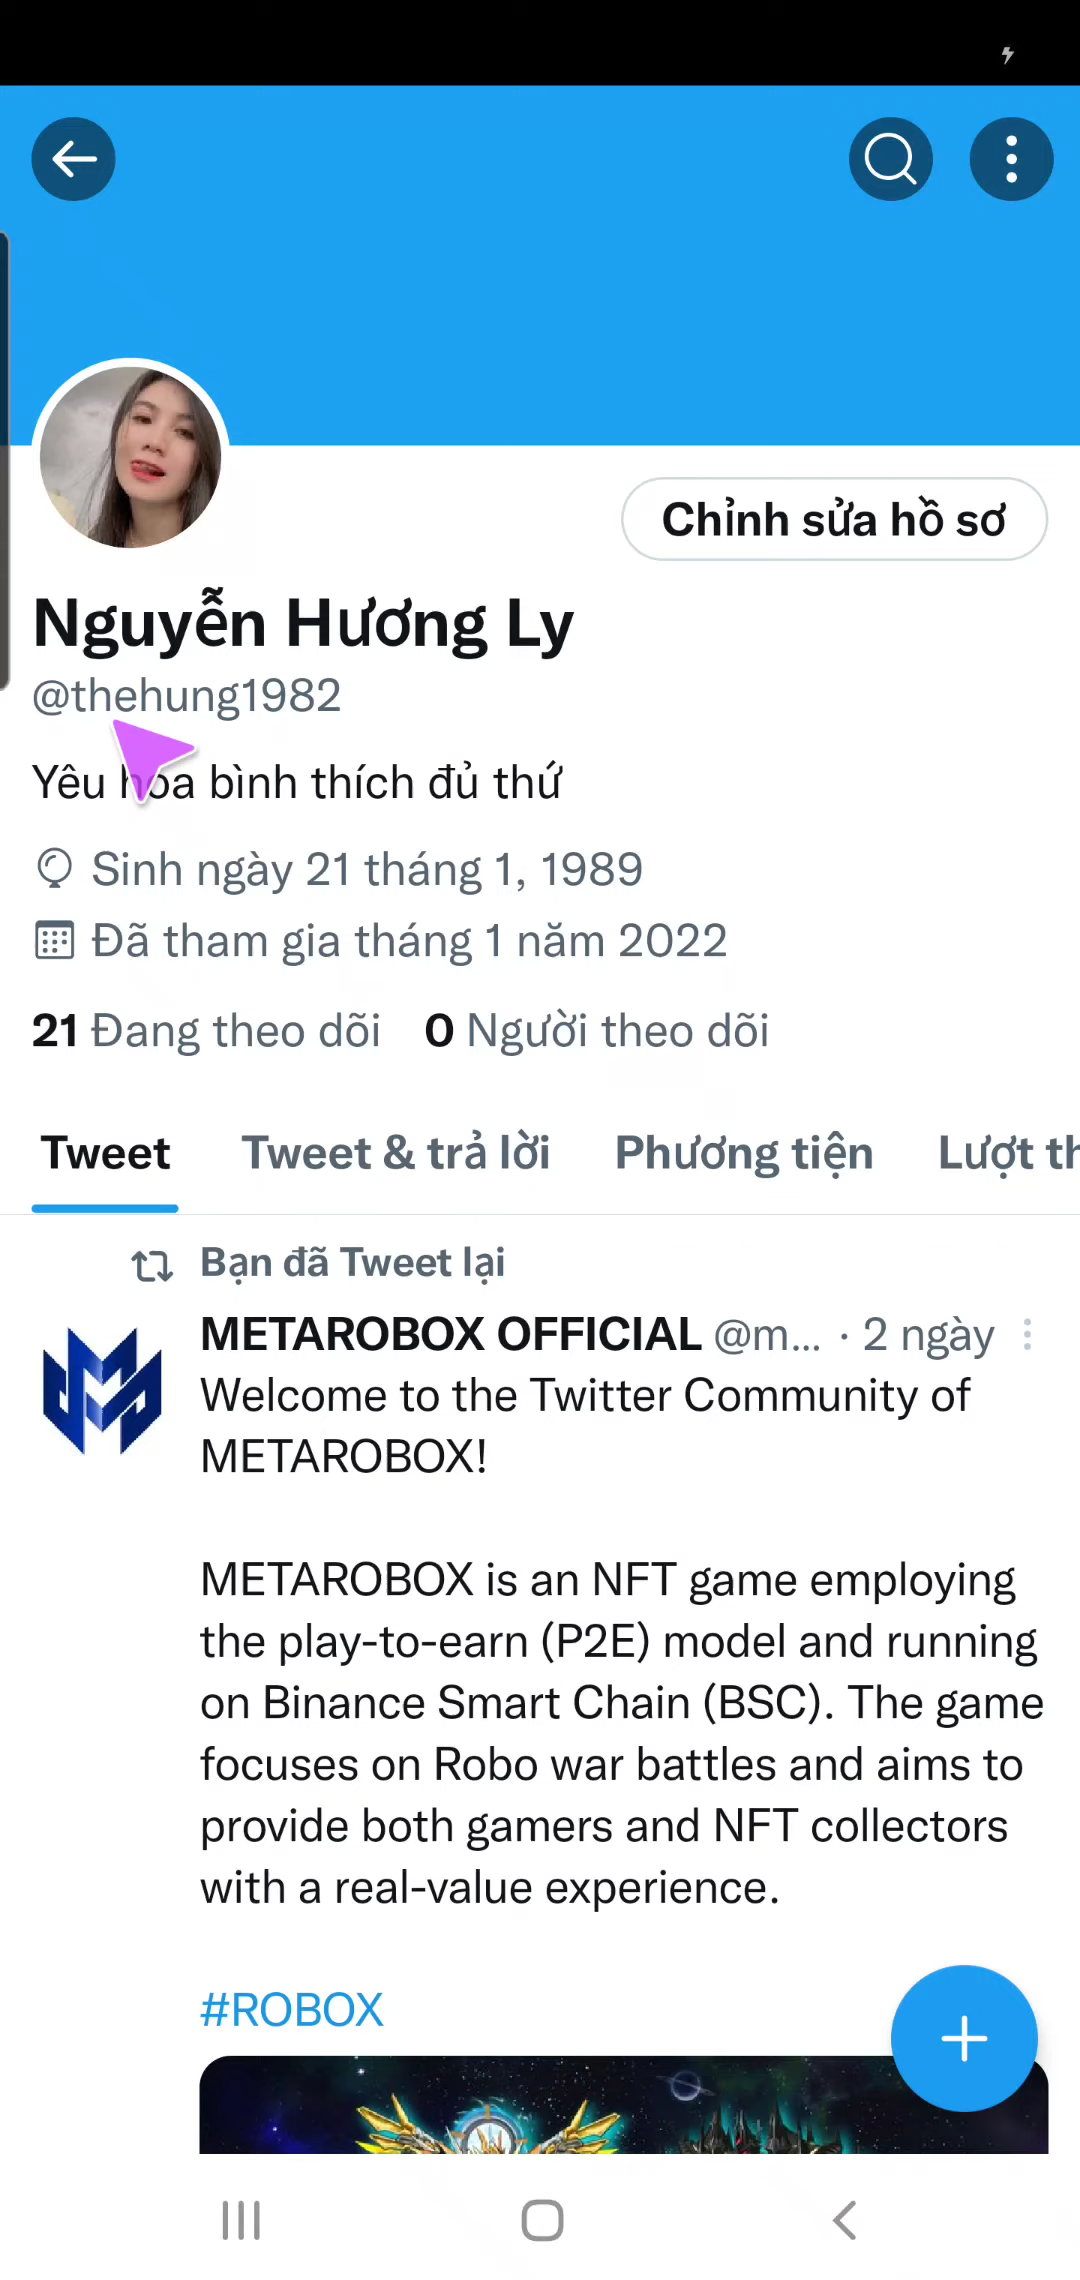 Chỉnh sửa hồ sơ
Nguyễn Hương Ly
@thehung1982
Yêu hòa bình thích đủ thứ
Sinh ngày 21 tháng 1, 1989
Đã tham gia tháng 1 năm 2022
21 Đang theo dõi 0 Người theo dõi
Tweet Tweet & trả lời Phương tiện Lượt th
Bạn đã Tweet lại
METAROBOX OFFICIAL @m... · 2 ngày
Welcome to the Twitter Community of
METAROBOX!
METAROBOX is an NFT game employing
the play-to-earn (P2E) model and running
on Binance Smart Chain (BSC). The game
focuses on Robo war battles and aims to
provide both gamers and NFT collectors
with a real-value experience.
#ROBOX